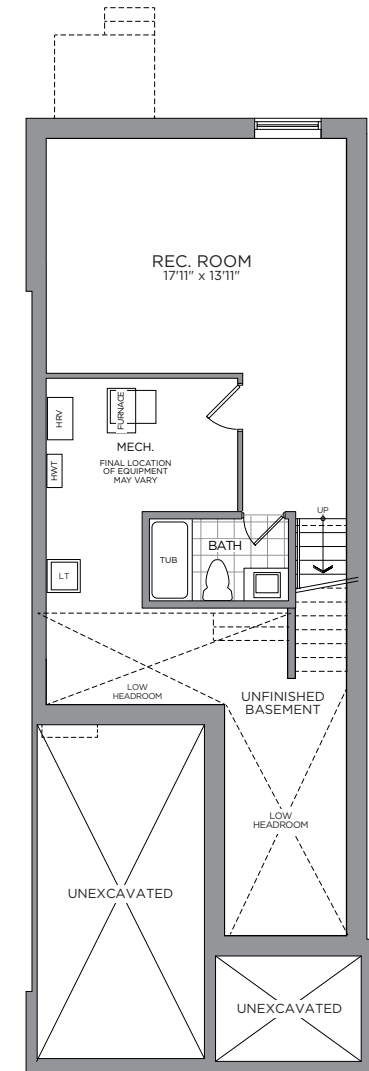 REC. ROOM
17'11" x 13'11"
HRV
FURNACE
MECH.
FINAL LOCATION
OF EQUIPMENT
MAY VARY
HWT
UP
BATH
TUB
LT
LOW
HEADROOM
UNFINISHED
BASEMENT
LOW
HEADROOM
UNEXCAVATED
UNEXCAVATED